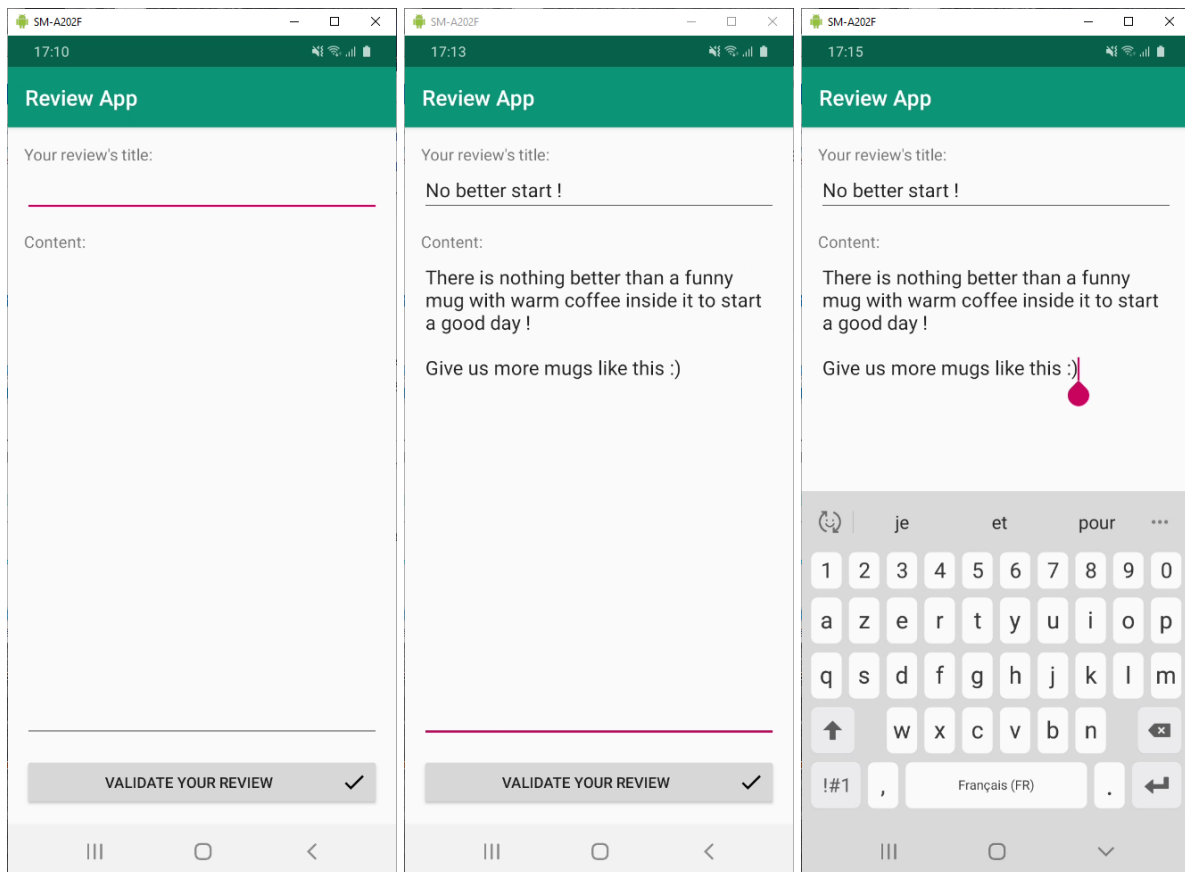 SM-A202F
17:10
Review App
Your review's title:
Content:
VALIDATE YOUR REVIEW
SM-A202F
17:13
Review App
Your review's title:
No better start !
Content:
There is nothing better than a funny
mug with warm coffee inside it to start
a good day !
Give us more mugs like this :)
VALIDATE YOUR REVIEW
SM-A202F
17:15
Review App
Your review's title:
No better start !
Content:
There is nothing better than a funny
mug with warm coffee inside it to start
a good day !
Give us more mugs like this :)
je et pour
1 2 3 4 5 6 7 8 9 0
a z e r t y u i o p
q s d f g h j k l m
w x c v b n
!#1 , Français (FR) .